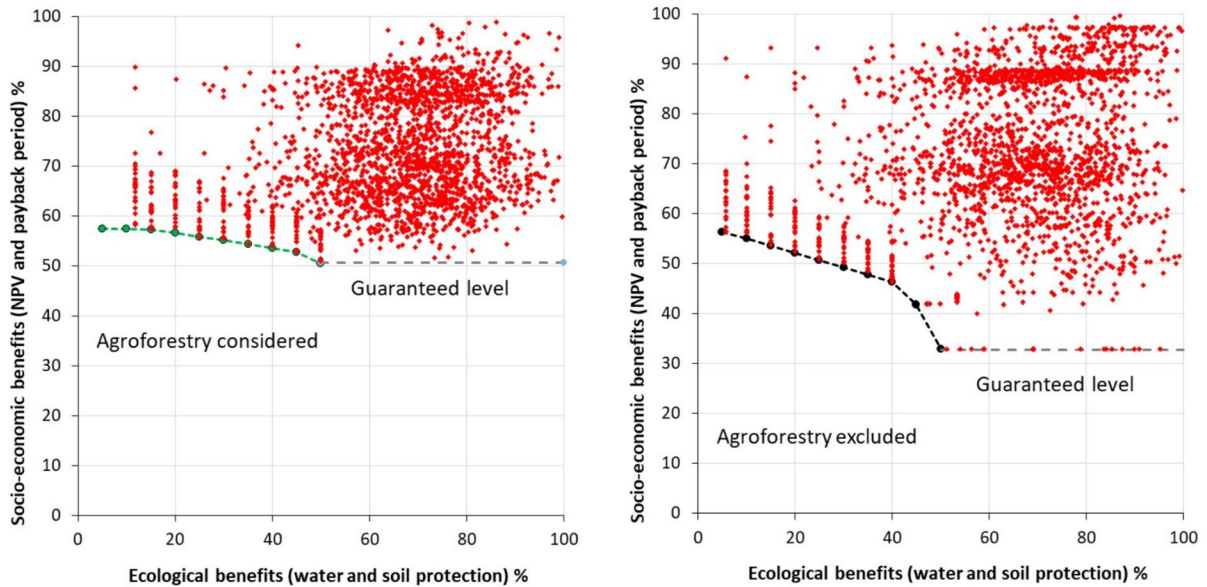 Socio-economic benefits (NPV and payback period) %
100
90
80
70
60
50
40
30
20
10
0
Guaranteed level
Agroforestry considered
0 20 40 60 80 100
Ecological benefits (water and soil protection) %
Socio-economic benefits (NPV and payback period) %
100
90
80
70
60
50
40
30
20
10
0
Guaranteed level
Agroforestry excluded
0 20 40 60 80 100
Ecological benefits (water and soil protection) %